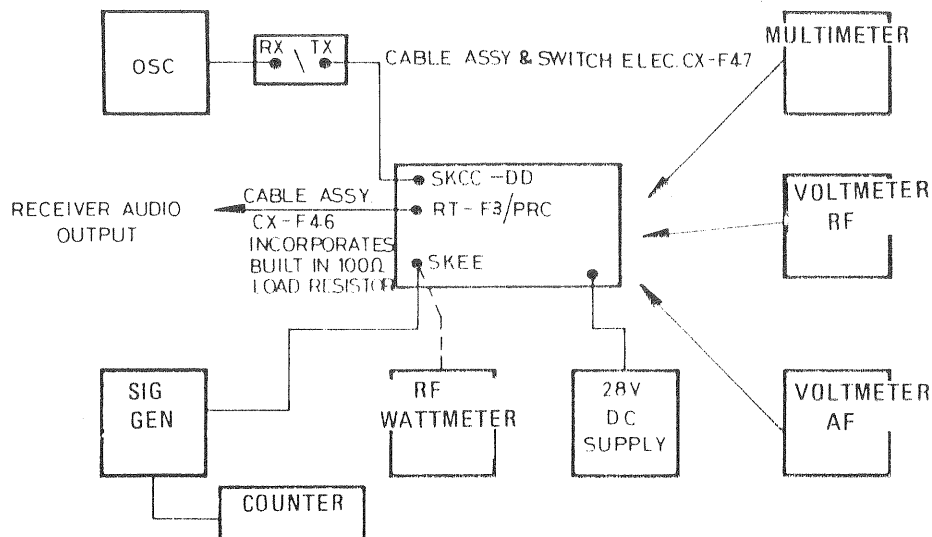 OSC
RX \ TX
CABLE ASSY & SWITCH ELEC. CX-F47
MULTIMETER
SKCC -DD
RT-F3/PRC
CABLE ASSY.
CX-F46
INCORPORATES
BUILT IN 100Ω
LOAD RESISTOR
RECEIVER AUDIO
OUTPUT
SKEE
VOLTMETER
RF
SIG
GEN
RF
WATTMETER
28V
DC
SUPPLY
VOLTMETER
AF
COUNTER